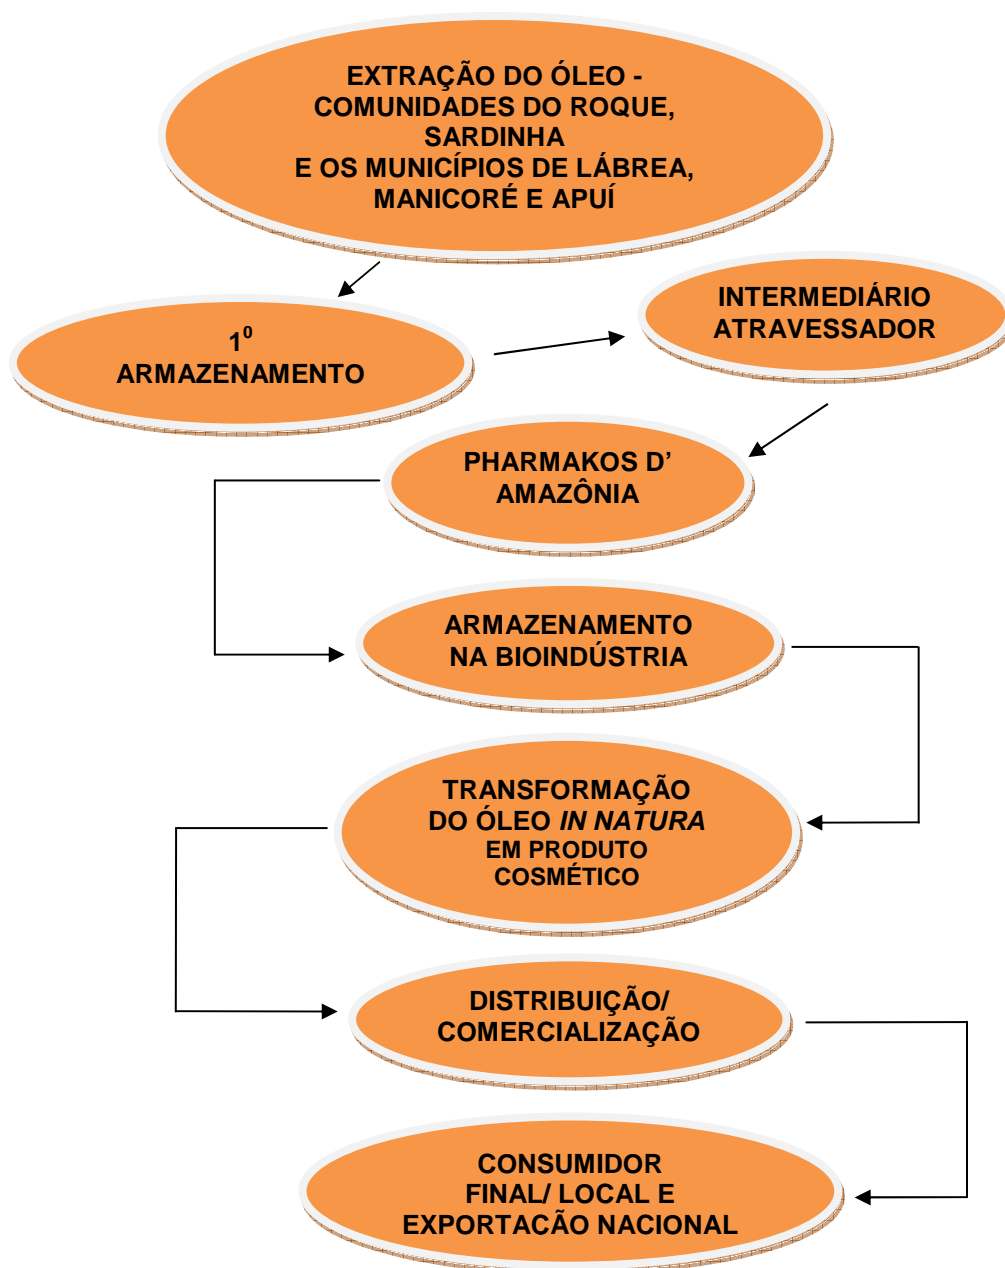 EXTRAÇÃO DO ÓLEO -
COMUNIDADES DO ROQUE,
SARDINHA
E OS MUNICÍPIOS DE LÁBREA,
MANICORÉ E APUÍ
1⁰
ARMAZENAMENTO
INTERMEDIÁRIO
ATRAVESSADOR
PHARMAKOS D'
AMAZÔNIA
ARMAZENAMENTO
NA BIOINDÚSTRIA
TRANSFORMAÇÃO
DO ÓLEO IN NATURA
EM PRODUTO
COSMÉTICO
DISTRIBUIÇÃO/
COMERCIALIZAÇÃO
CONSUMIDOR
FINAL/ LOCAL E
EXPORTAÇÃO NACIONAL